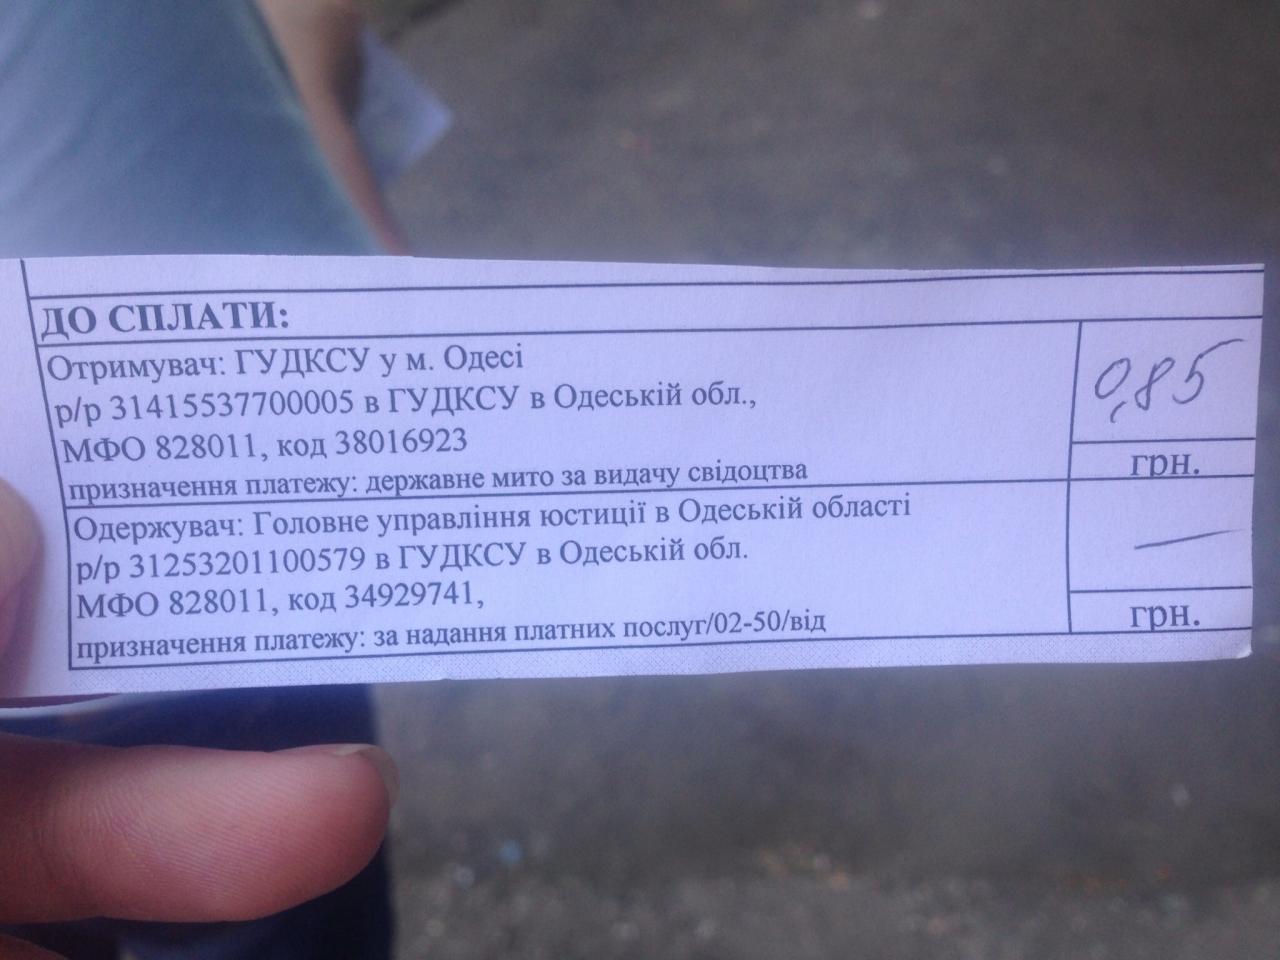 ДО СПЛАТИ:
Отримувач: ГУДКСУ у м. Одесі
р/р 31415537700005 в ГУДКСУ в Одеській обл.,
МФО 828011, код 38016923
призначення платежу: державне мито за видачу свідоцтва
0,85
грн.
Одержувач: Головне управління юстиції в Одеській області
р/р 31253201100579 в ГУДКСУ в Одеській обл.
МФО 828011, код 34929741,
призначення платежу: за надання платних послуг/02-50/від
—
грн.